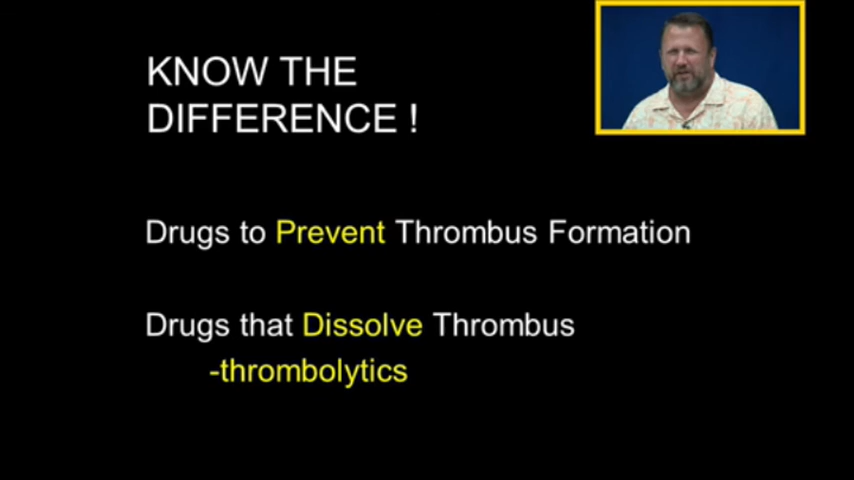 KNOW THE
DIFFERENCE !
Drugs to Prevent Thrombus Formation
Drugs that Dissolve Thrombus
-thrombolytics